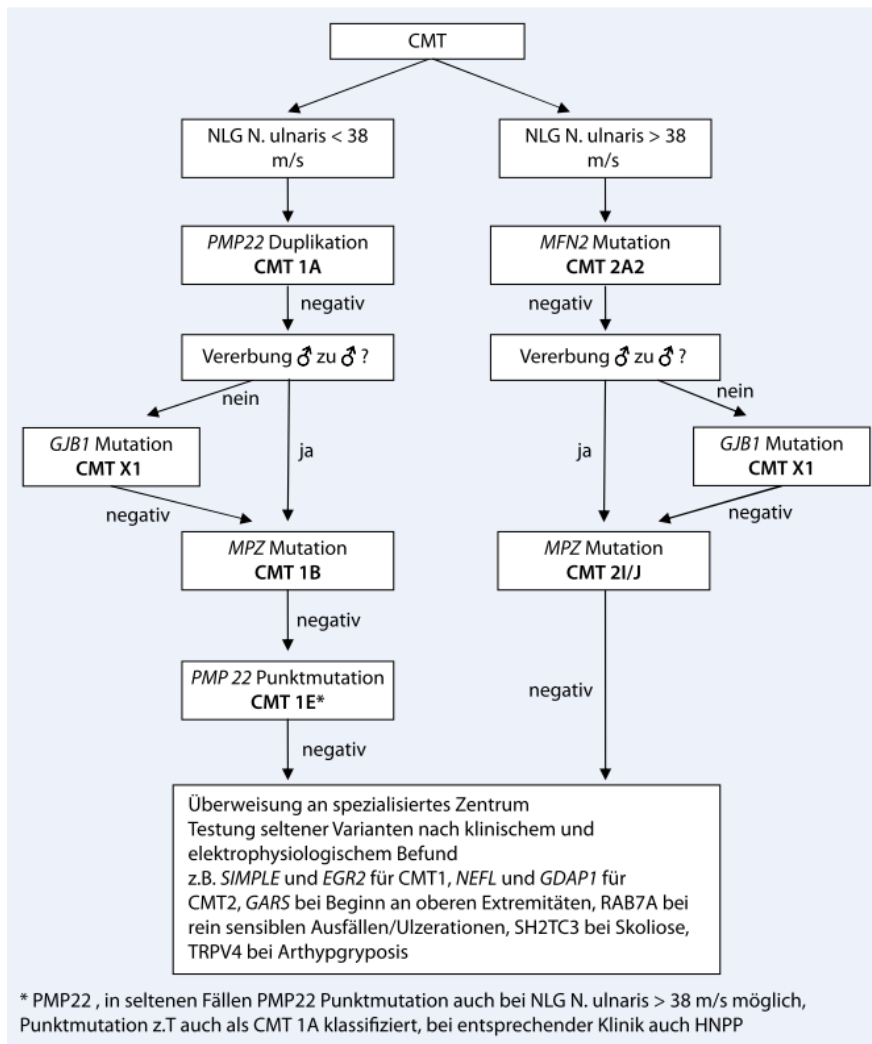 CMT
NLG N. ulnaris < 38
m/s
NLG N. ulnaris > 38
m/s
PMP22 Duplikation
CMT 1A
MFN2 Mutation
CMT 2A2
negativ
negativ
Vererbung ♂ zu ♂ ?
Vererbung ♂ zu ♂ ?
nein
nein
GJB1 Mutation
CMT X1
ja
ja
GJB1 Mutation
CMT X1
negativ
negativ
MPZ Mutation
CMT 1B
MPZ Mutation
CMT 2I/J
negativ
PMP 22 Punktmutation
CMT 1E*
negativ
negativ
Überweisung an spezialisiertes Zentrum
Testung seltener Varianten nach klinischem und
elektrophysiologischem Befund
z.B. SIMPLE und EGR2 für CMT1, NEFL und GDAP1 für
CMT2, GARS bei Beginn an oberen Extremitäten, RAB7A bei
rein sensiblen Ausfällen/Ulzerationen, SH2TC3 bei Skoliose,
TRPV4 bei Arthypgryposis
* PMP22 , in seltenen Fällen PMP22 Punktmutation auch bei NLG N. ulnaris > 38 m/s möglich,
Punktmutation z.T auch als CMT 1A klassifiziert, bei entsprechender Klinik auch HNPP